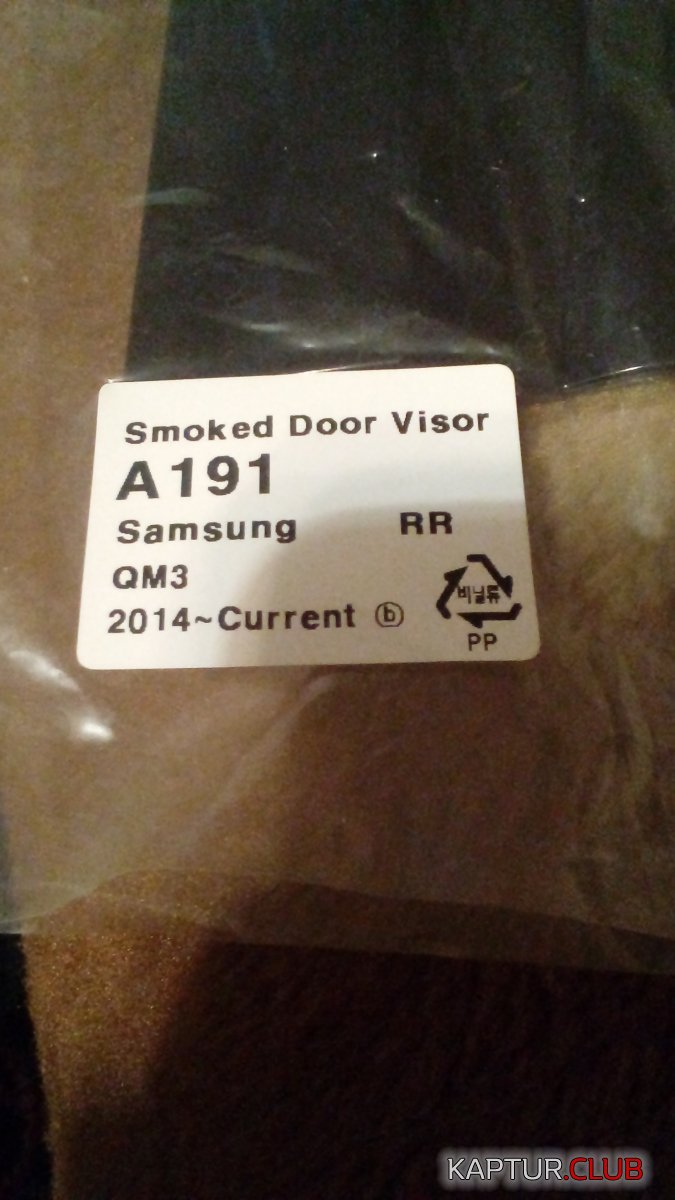 Smoked Door Visor
A191
Samsung RR
QM3
2014~Current ⓑ
비닐류
PP
KAPTUR.CLUB